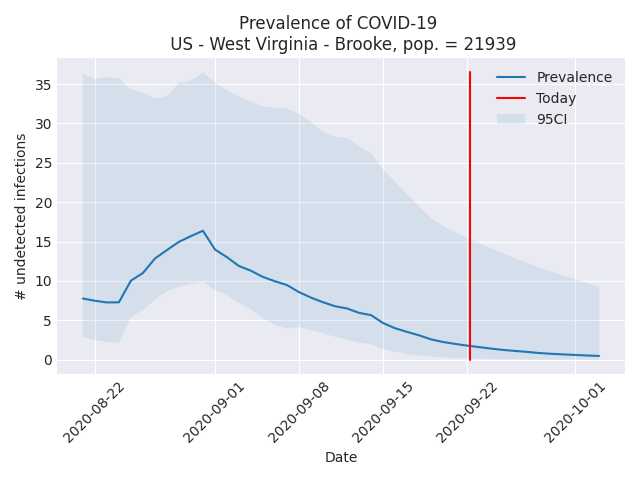 Prevalence of COVID-19
US - West Virginia - Brooke, pop. = 21939
Prevalence
Today
95CI
# undetected infections
35
30
25
20
15
10
5
0
2020-08-22
2020-09-01
2020-09-08
2020-09-15
2020-09-22
2020-10-01
Date